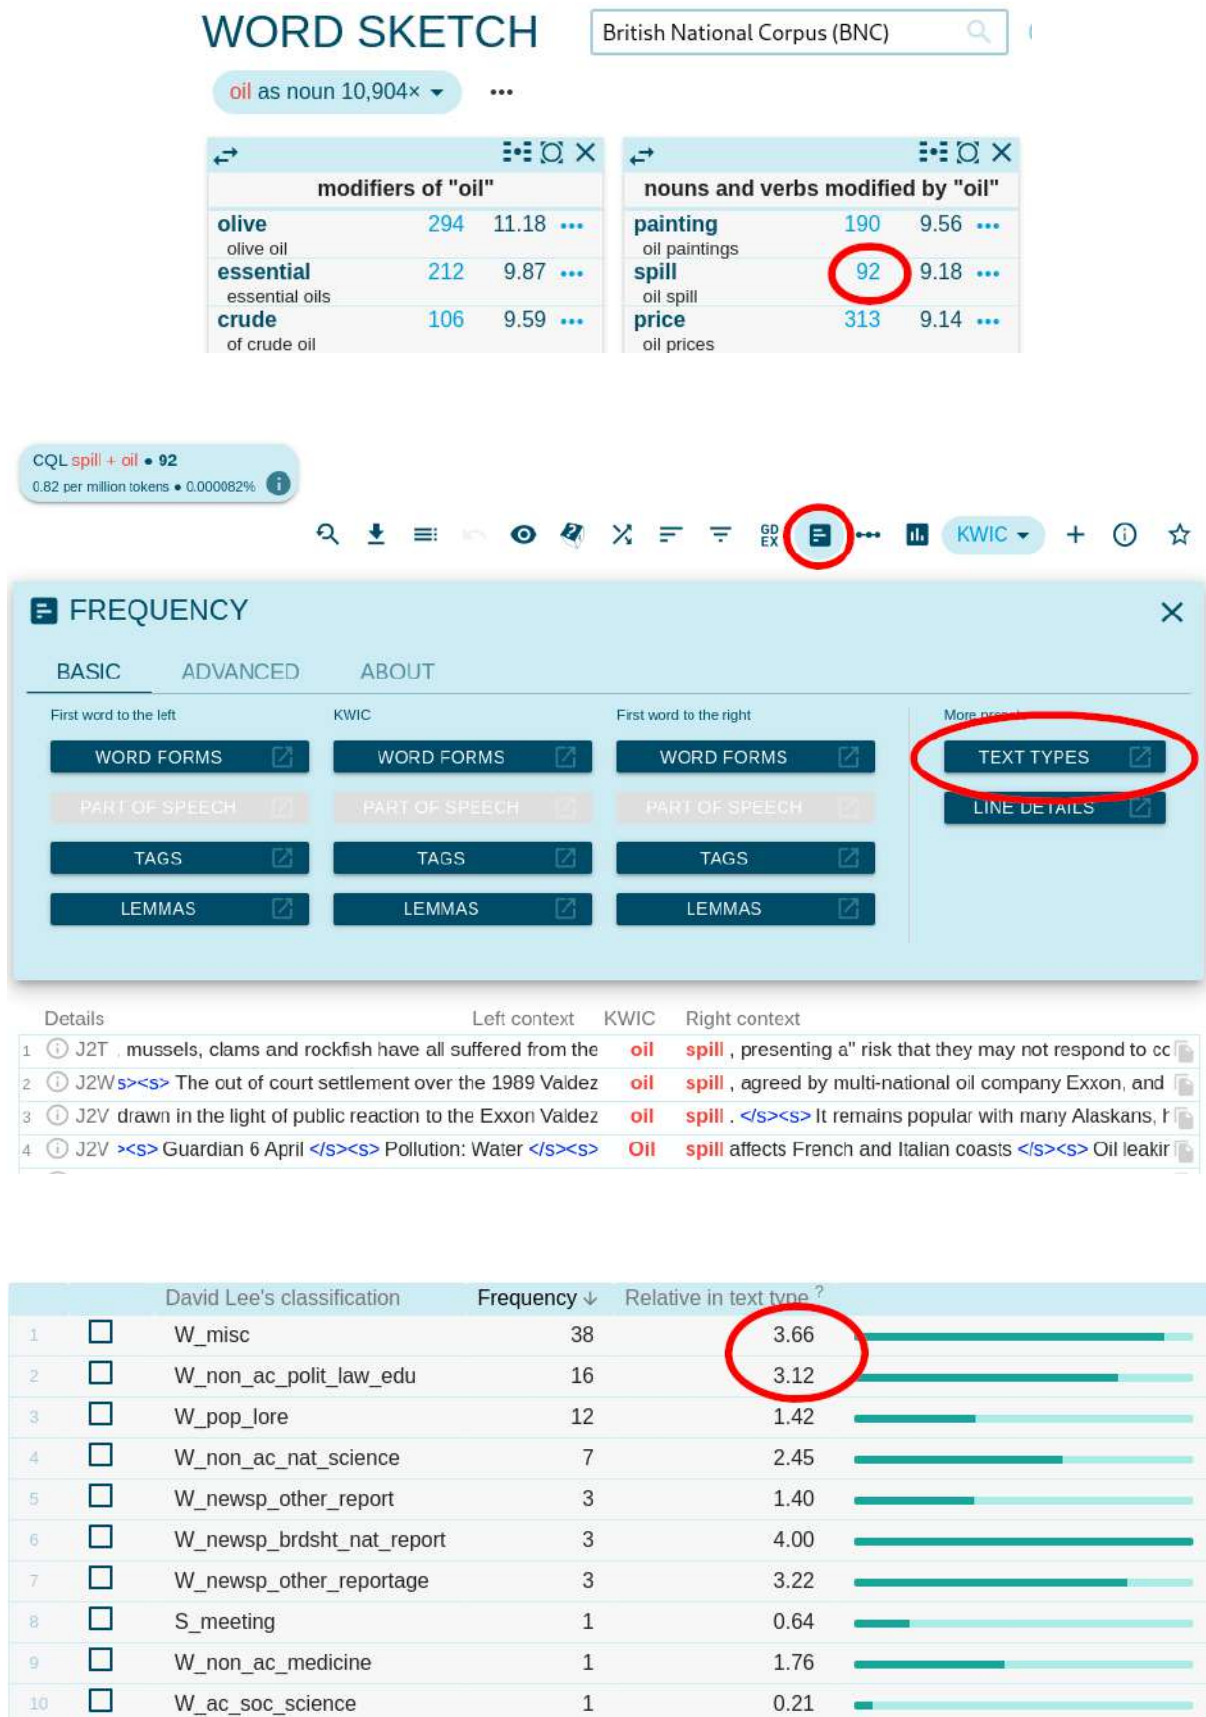 WORD SKETCH
British National Corpus (BNC)
oil as noun 10,904×
modifiers of "oil"
olive 294 11.18
olive oil
essential 212 9.87
essential oils
crude 106 9.59
of crude oil
nouns and verbs modified by "oil"
painting 190 9.56
oil paintings
spill 92 9.18
oil spill
price 313 9.14
oil prices
CQL spill + oil • 92
0.82 per million tokens • 0.000082%
GD
EX
KWIC
FREQUENCY
BASIC ADVANCED ABOUT
First word to the left KWIC First word to the right More
WORD FORMS WORD FORMS WORD FORMS TEXT TYPES
PART OF SPEECH PART OF SPEECH PART OF SPEECH LINE DETAILS
TAGS TAGS TAGS
LEMMAS LEMMAS LEMMAS
Details Left context KWIC Right context
1 J2T , mussels, clams and rockfish have all suffered from the oil spill , presenting a" risk that they may not respond to
2 J2W s><s> The out of court settlement over the 1989 Valdez oil spill , agreed by multi-national oil company Exxon, and
3 J2V drawn in the light of public reaction to the Exxon Valdez oil spill . </s><s> It remains popular with many Alaskans,
4 J2V ><s> Guardian 6 April </s><s> Pollution: Water </s><s> Oil spill affects French and Italian coasts </s><s> Oil
David Lee's classification Frequency ↓ Relative in text type ?
1 W_misc 38 3.66
2 W_non_ac_polit_law_edu 16 3.12
3 W_pop_lore 12 1.42
4 W_non_ac_nat_science 7 2.45
5 W_newsp_other_report 3 1.40
6 W_newsp_brdsht_nat_report 3 4.00
7 W_newsp_other_reportage 3 3.22
8 S_meeting 1 0.64
9 W_non_ac_medicine 1 1.76
10 W_ac_soc_science 1 0.21